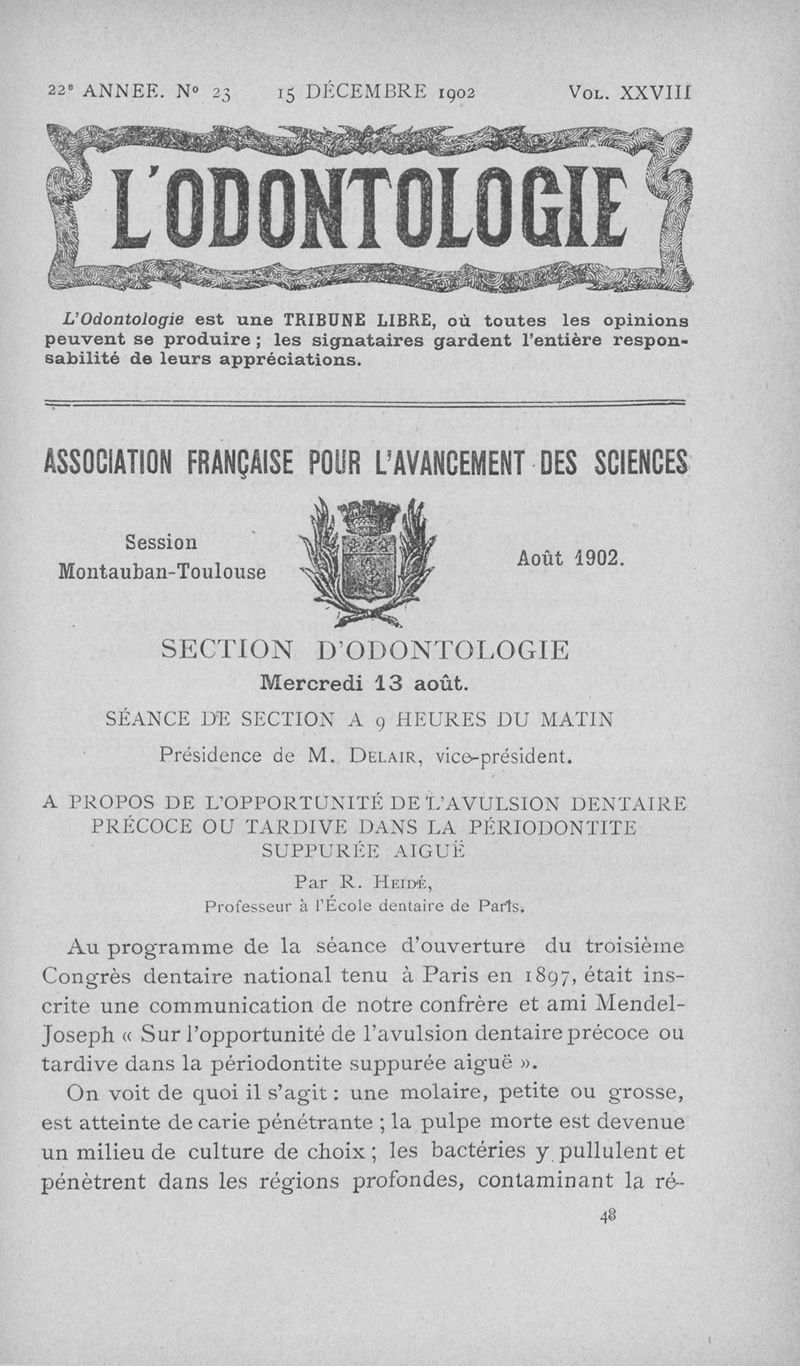 22e ANNEE. No 23 15 DÉCEMBRE 1902 VOL. XXVIII
L'ODONTOLOGIE
L'Odontologie est une TRIBUNE LIBRE, où toutes les opinions
peuvent se produire ; les signataires gardent l'entière respon-
sabilité de leurs appréciations.
ASSOCIATION FRANÇAISE POUR L'AVANCEMENT DES SCIENCES
Session
Montauban-Toulouse
Août 1902.
SECTION D'ODONTOLOGIE
Mercredi 13 août.
SÉANCE DE SECTION A 9 HEURES DU MATIN
Présidence de M. DELAIR, vice-président.
A PROPOS DE L'OPPORTUNITÉ DE L'AVULSION DENTAIRE
PRÉCOCE OU TARDIVE DANS LA PÉRIODONTITE
SUPPURÉE AIGUË
Par R. HEIDÉ,
Professeur à l'École dentaire de Paris.
Au programme de la séance d'ouverture du troisième
Congrès dentaire national tenu à Paris en 1897, était ins-
crite une communication de notre confrère et ami Mendel-
Joseph « Sur l'opportunité de l'avulsion dentaire précoce ou
tardive dans la périodontite suppurée aiguë ».
On voit de quoi il s'agit : une molaire, petite ou grosse,
est atteinte de carie pénétrante ; la pulpe morte est devenue
un milieu de culture de choix ; les bactéries y pullulent et
pénètrent dans les régions profondes, contaminant la ré-
48